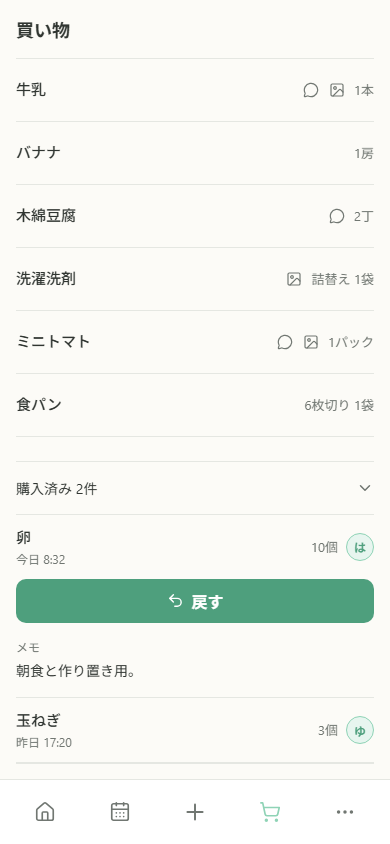 買い物
牛乳 1本
バナナ 1房
木綿豆腐 2丁
洗濯洗剤 詰替え 1袋
ミニトマト 1パック
食パン 6枚切り 1袋
購入済み 2件
卵 10個 は
今日 8:32
戻す
メモ
朝食と作り置き用。
玉ねぎ 3個 ゆ
昨日 17:20